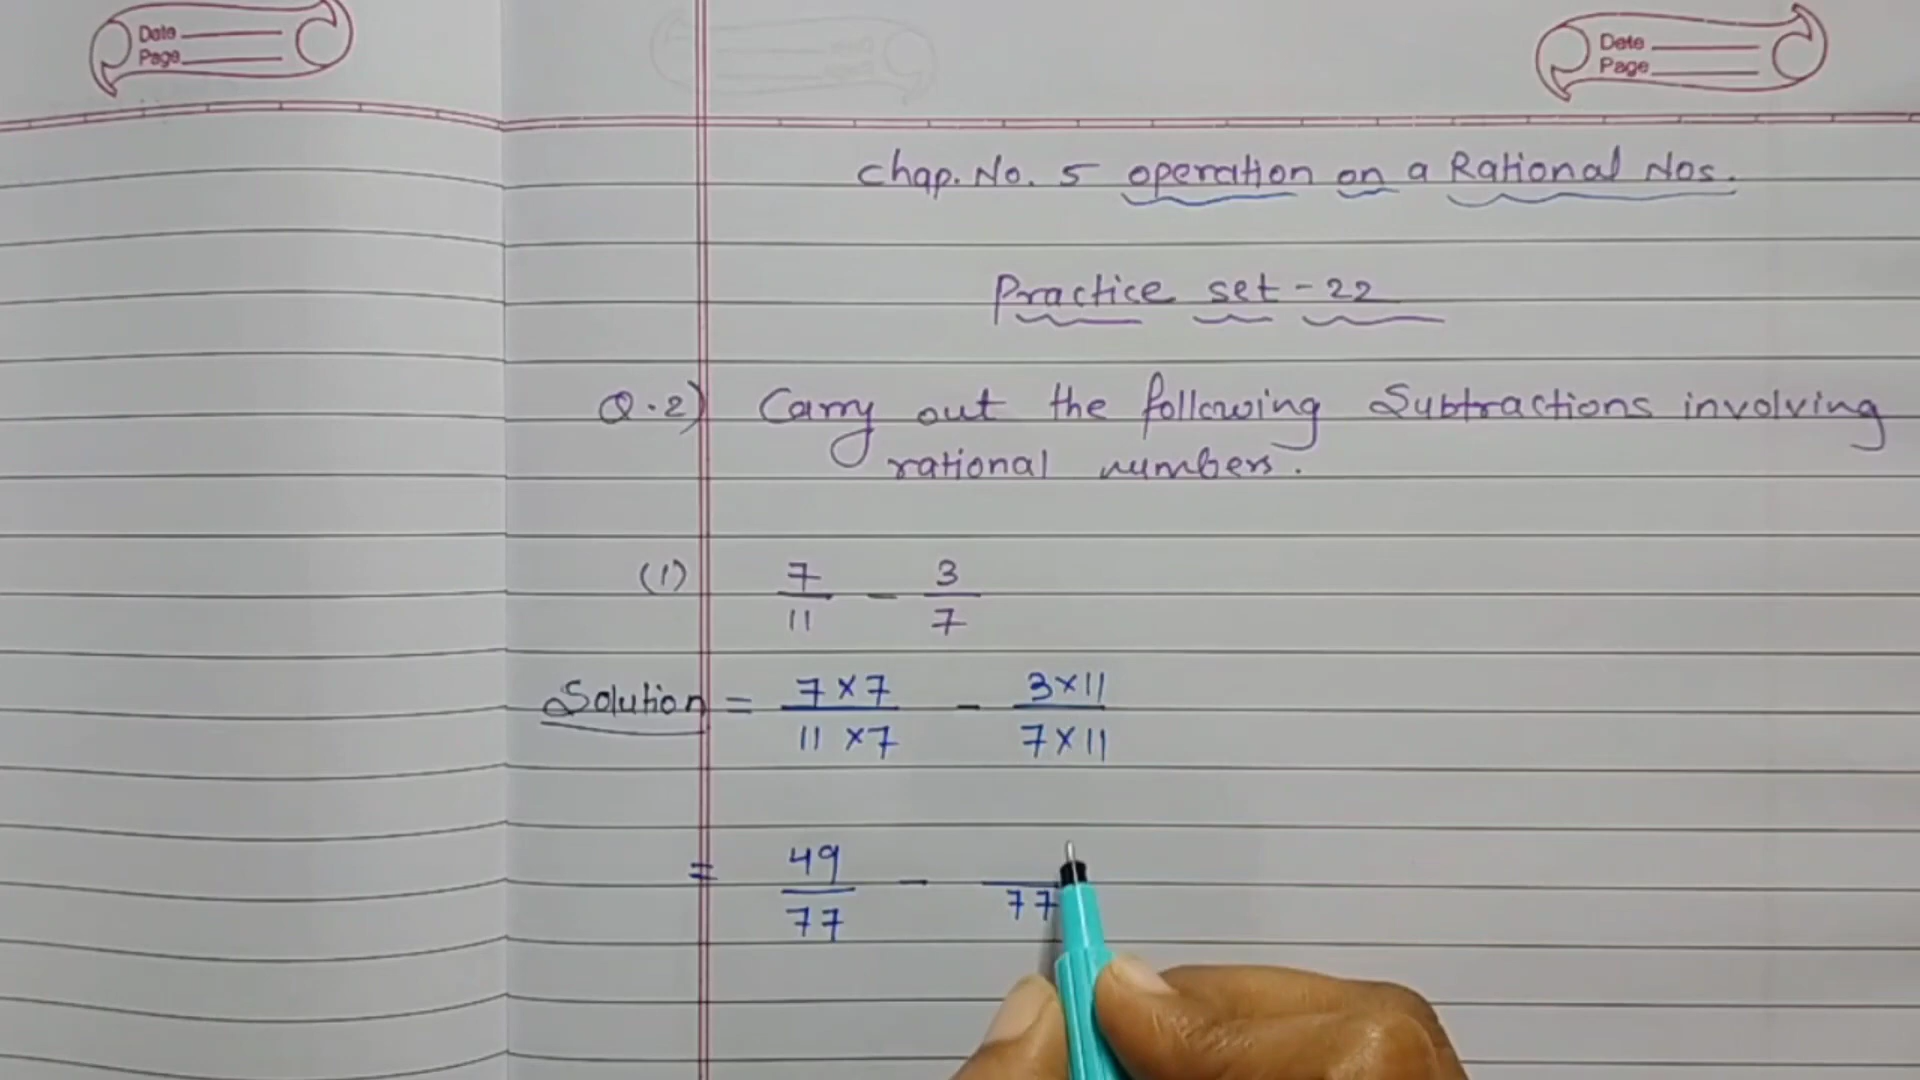 Date
Page
Date
Page
Chap. No. 5 operation on a Rational Nos.
Practice set - 22
Q.2) Carry out the following Subtractions involving
rational numbers.
(1) 7/11 - 3/7
Solution = 7×7/11×7 - 3×11/7×11
= 49/77 - /77